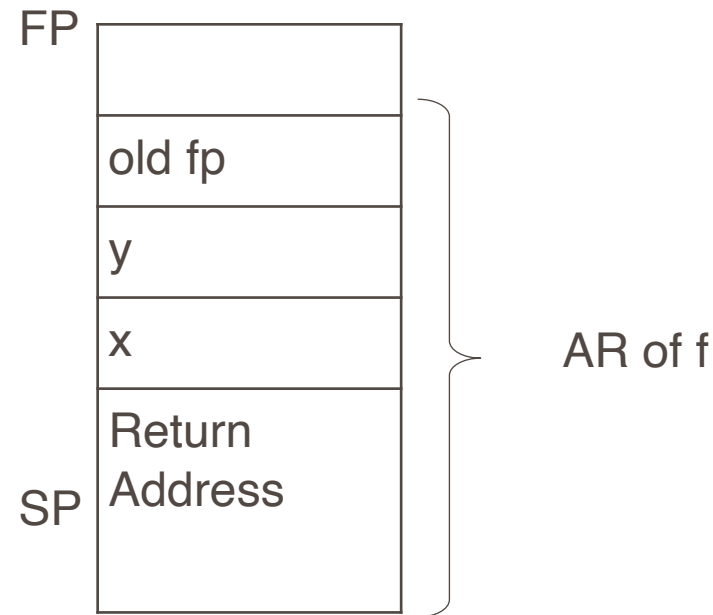 FP
old fp
y
x
AR of f
Return
Address
SP